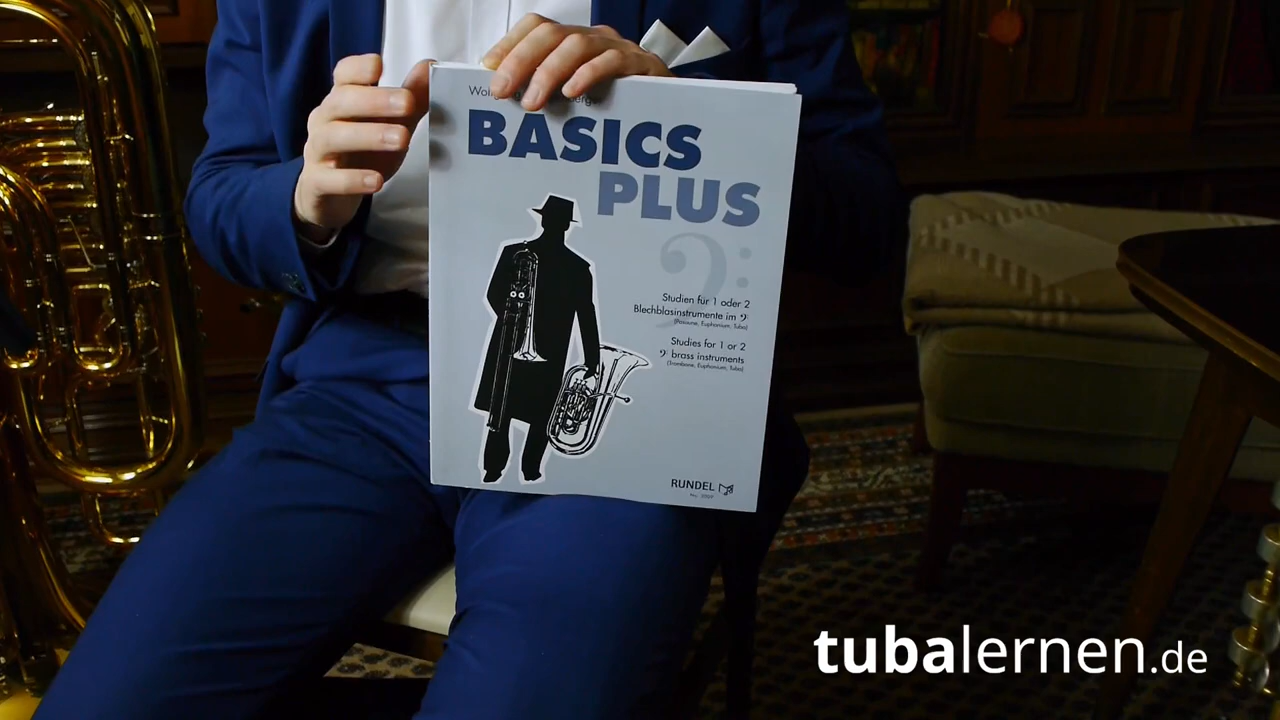 BASICS
PLUS
Studien für 1 oder 2
Blechblasinstrumente im 𝄢
(Posaune, Euphonium, Tuba)
Studies for 1 or 2
𝄢 brass instruments
(Trombone, Euphonium, Tuba)
RUNDEL
tubalernen.de